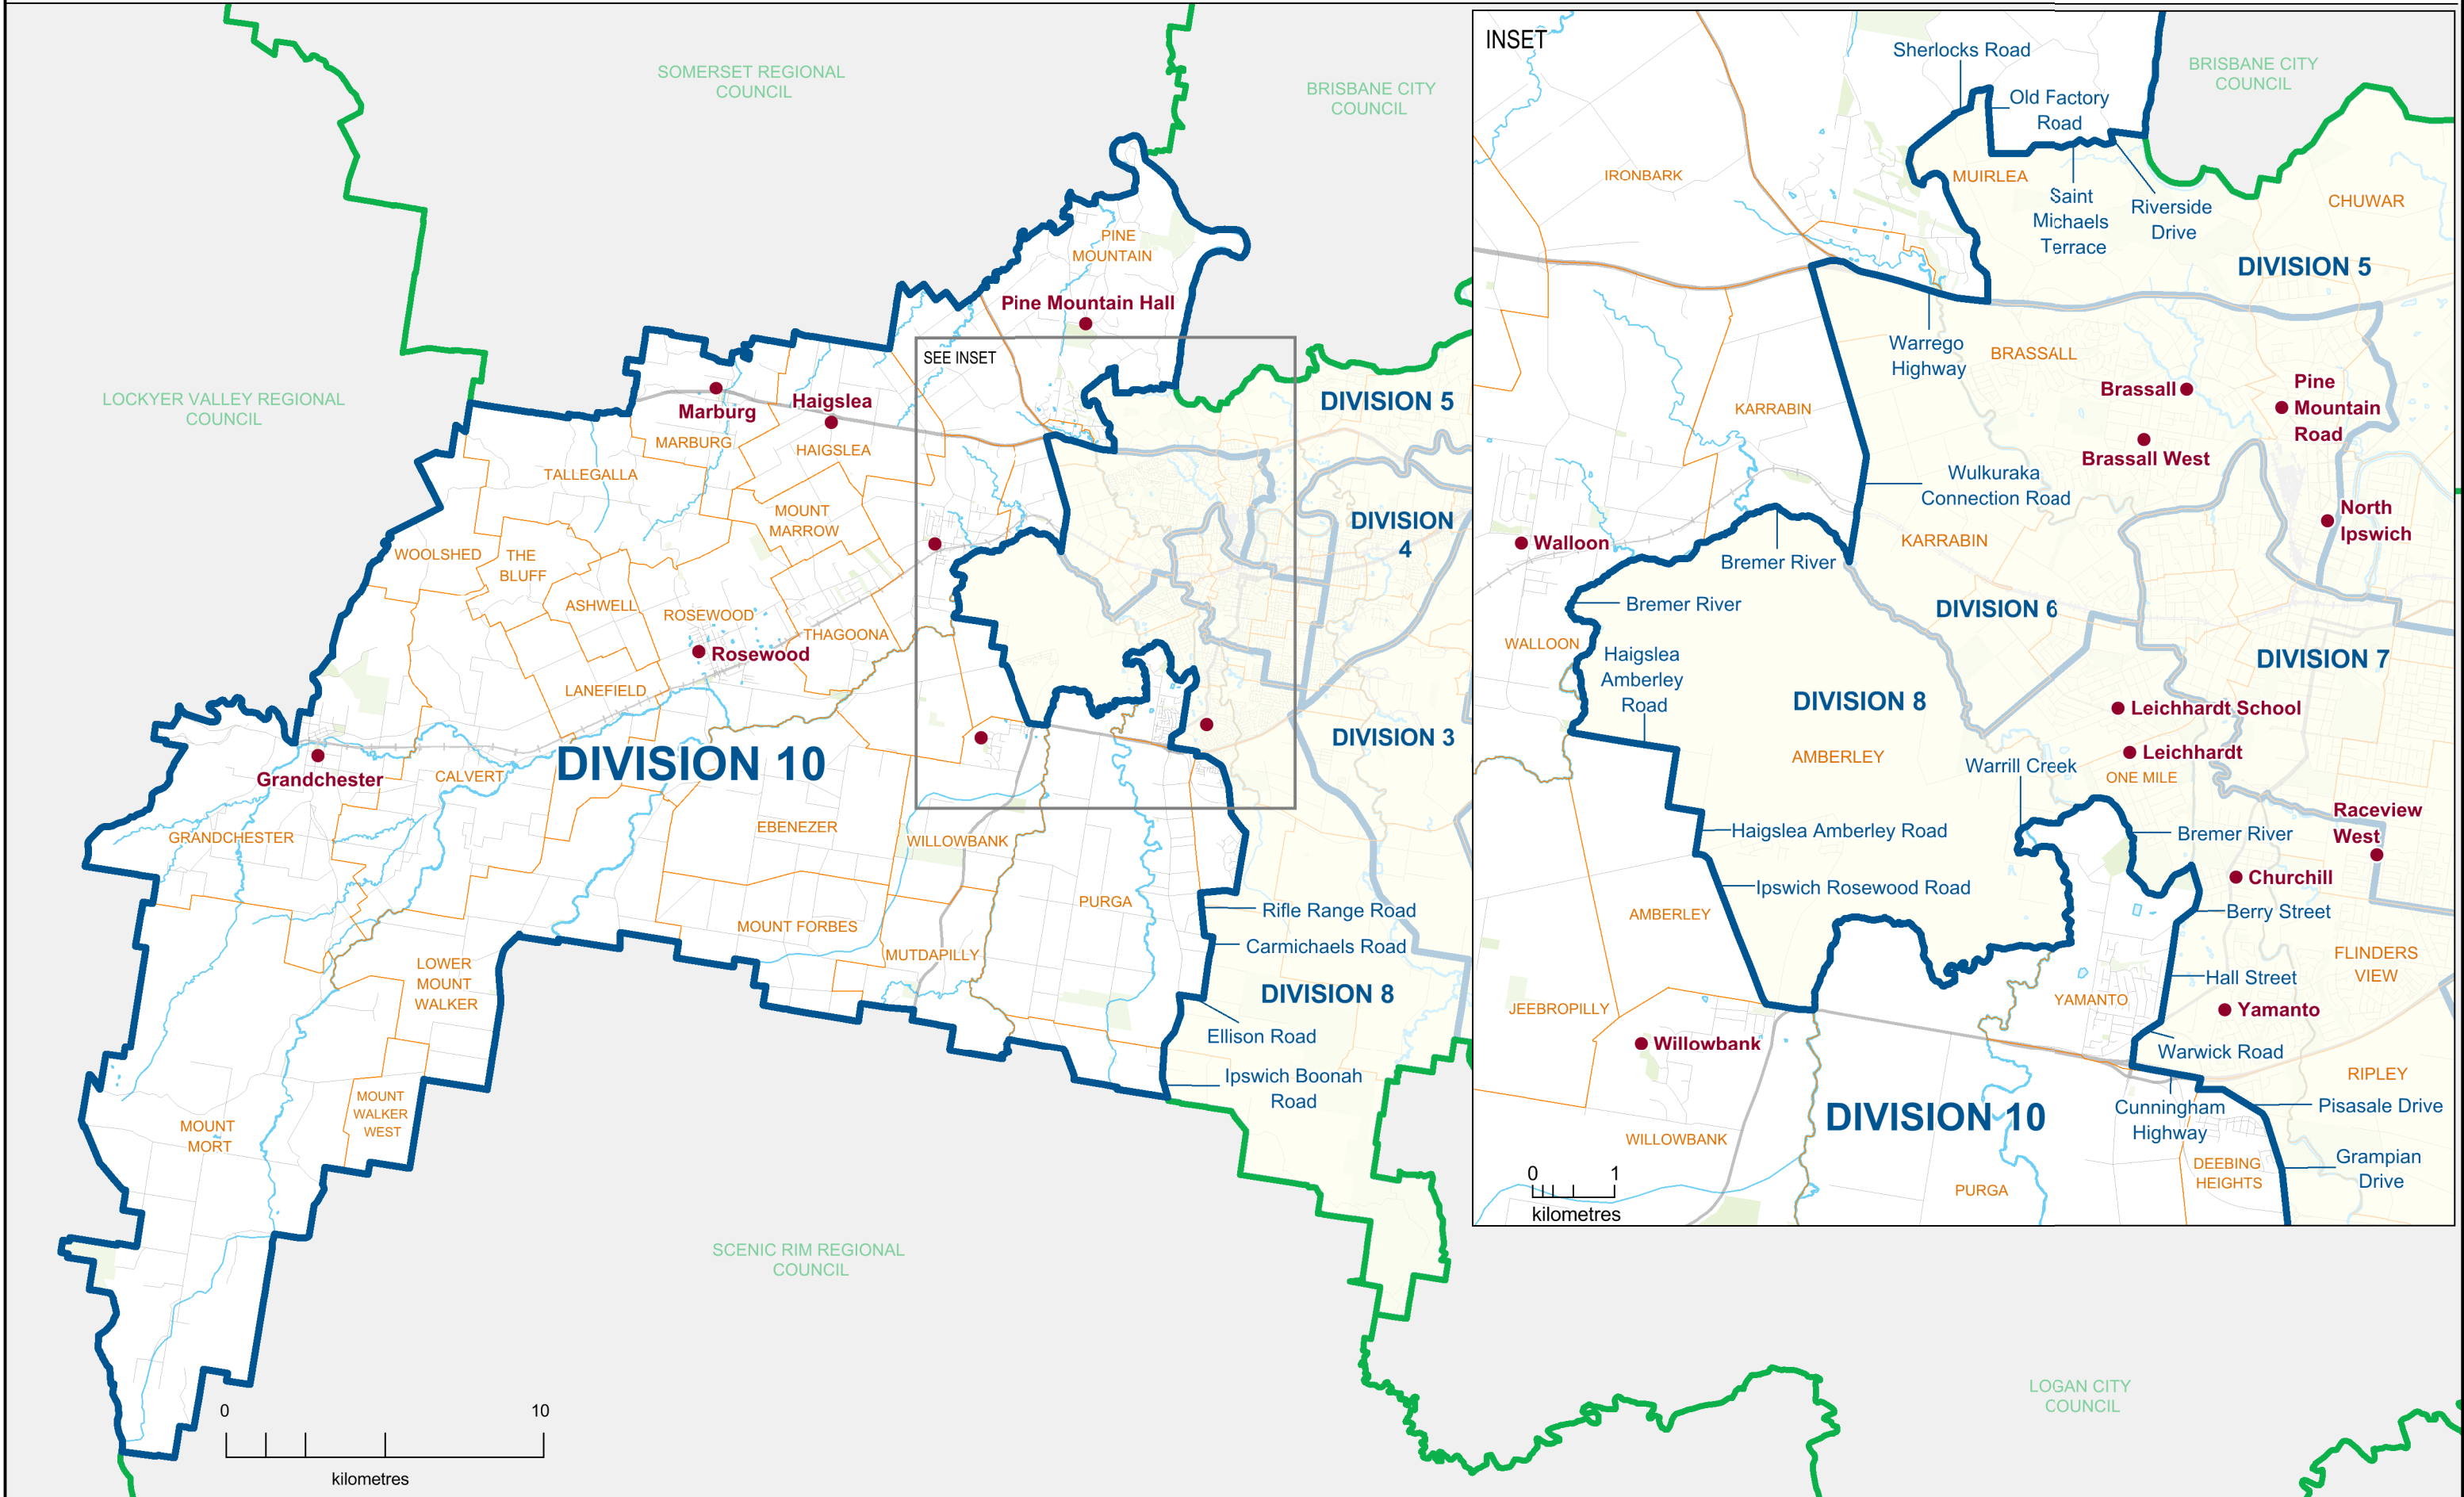 SOMERSET REGIONAL
COUNCIL
BRISBANE CITY
COUNCIL
LOCKYER VALLEY REGIONAL
COUNCIL
PINE
MOUNTAIN
Pine Mountain Hall
SEE INSET
Marburg
Haigslea
MARBURG
HAIGSLEA
TALLEGALLA
MOUNT
MARROW
WOOLSHED
THE
BLUFF
ASHWELL
ROSEWOOD
THAGOONA
Rosewood
LANEFIELD
DIVISION 5
DIVISION
4
DIVISION 3
DIVISION 10
Grandchester
CALVERT
GRANDCHESTER
EBENEZER
WILLOWBANK
PURGA
MOUNT FORBES
MUTDAPILLY
LOWER
MOUNT
WALKER
Rifle Range Road
Carmichaels Road
DIVISION 8
Ellison Road
Ipswich Boonah
Road
MOUNT
WALKER
WEST
MOUNT
MORT
SCENIC RIM REGIONAL
COUNCIL
LOGAN CITY
COUNCIL
0 10
kilometres
INSET
Sherlocks Road
BRISBANE CITY
COUNCIL
Old Factory
Road
IRONBARK
MUIRLEA
Saint
Michaels
Terrace
Riverside
Drive
CHUWAR
DIVISION 5
Warrego
Highway
BRASSALL
Brassall
Pine
Mountain
Road
KARRABIN
Brassall West
Wulkuraka
Connection Road
North
Ipswich
Walloon
KARRABIN
Bremer River
Bremer River
DIVISION 6
WALLOON
Haigslea
Amberley
Road
DIVISION 7
DIVISION 8
Leichhardt School
AMBERLEY
Warrill Creek
Leichhardt
ONE MILE
Raceview
West
Haigslea Amberley Road
Bremer River
Churchill
Ipswich Rosewood Road
AMBERLEY
Berry Street
FLINDERS
VIEW
Hall Street
JEEBROPILLY
YAMANTO
Yamanto
Willowbank
Warwick Road
RIPLEY
DIVISION 10
Cunningham
Highway
Pisasale Drive
WILLOWBANK
DEEBING
HEIGHTS
Grampian
Drive
PURGA
0 1
kilometres